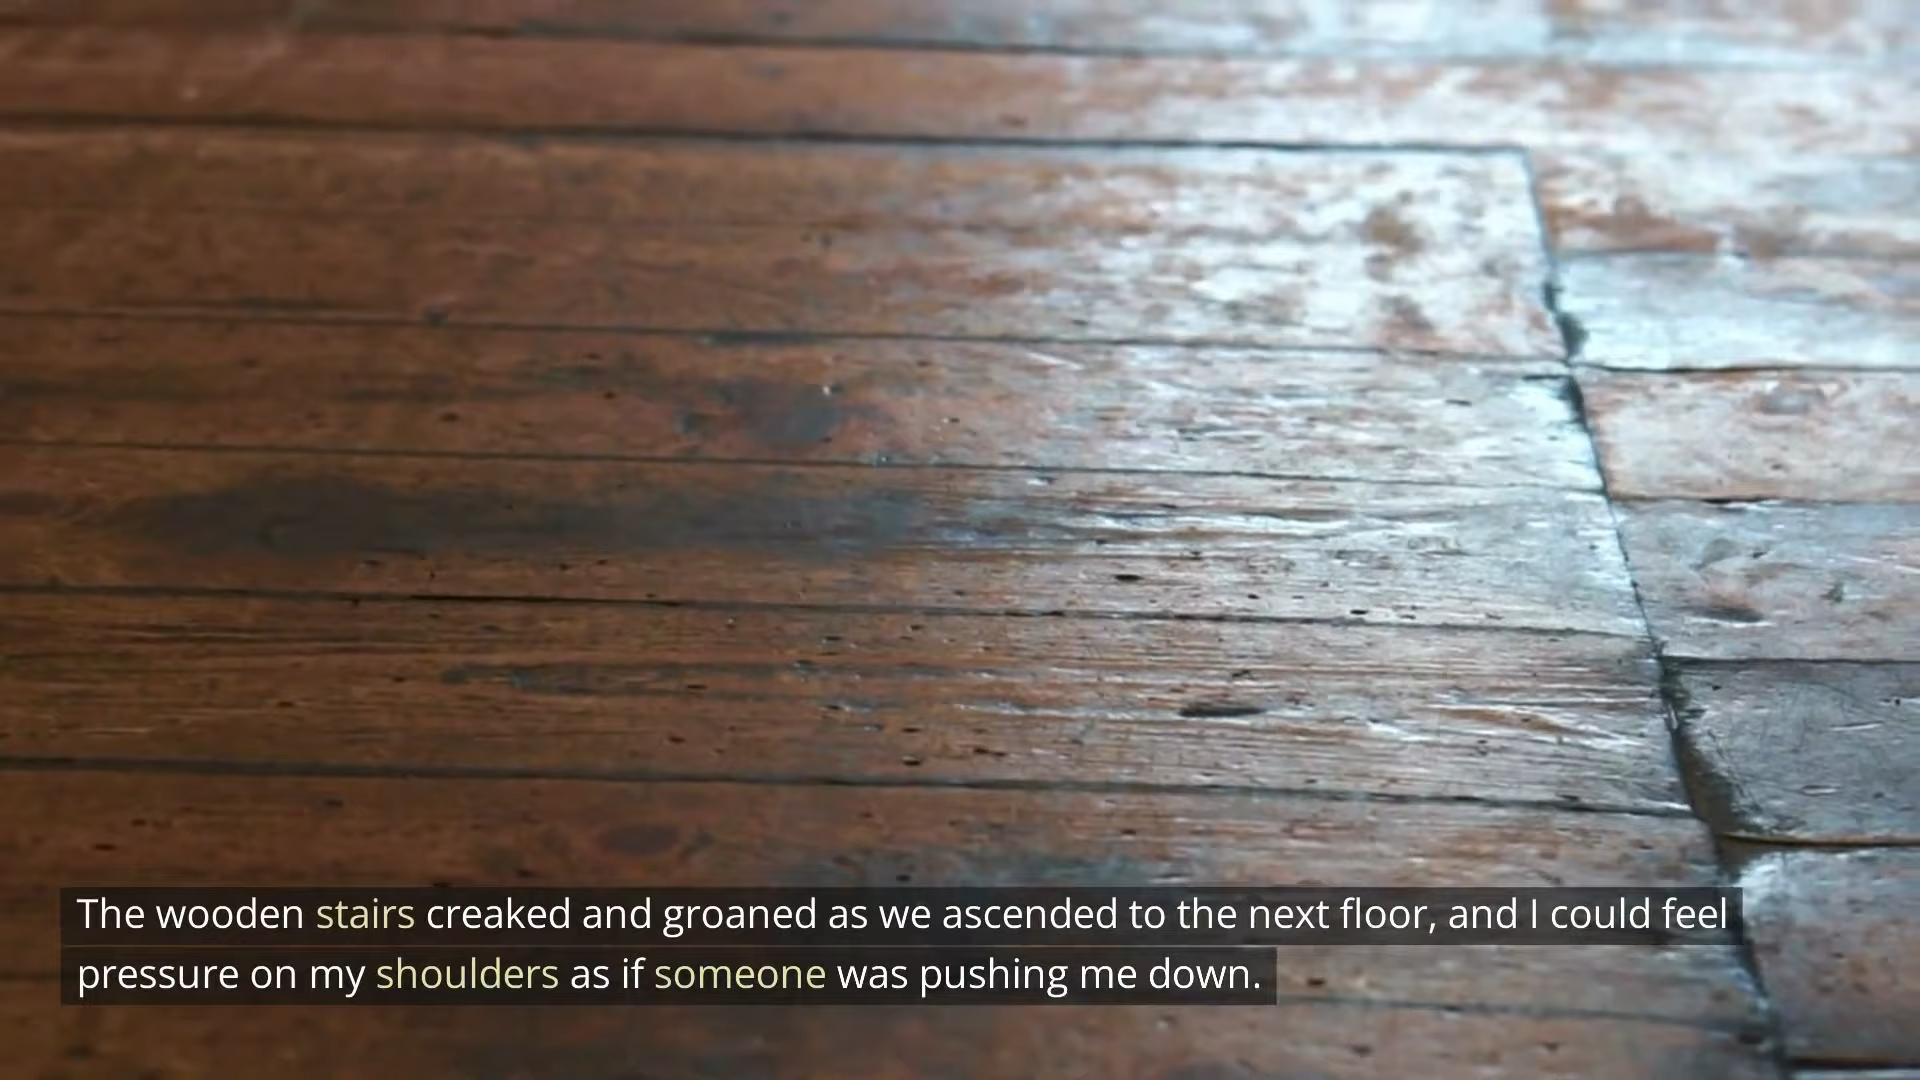 The wooden stairs creaked and groaned as we ascended to the next floor, and I could feel
pressure on my shoulders as if someone was pushing me down.